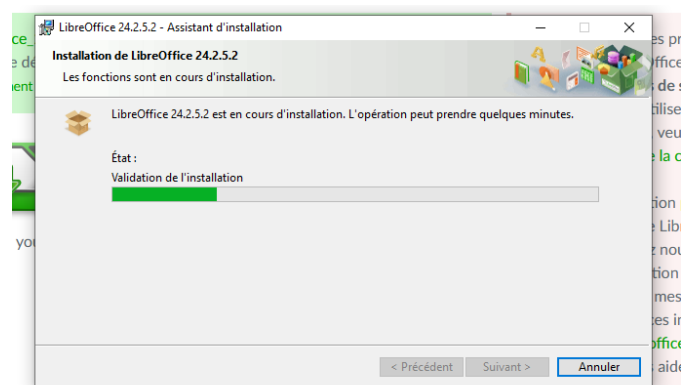 LibreOffice 24.2.5.2 - Assistant d'installation
Installation de LibreOffice 24.2.5.2
Les fonctions sont en cours d'installation.
LibreOffice 24.2.5.2 est en cours d'installation. L'opération peut prendre quelques minutes.
État :
Validation de l'installation
< Précédent
Suivant >
Annuler